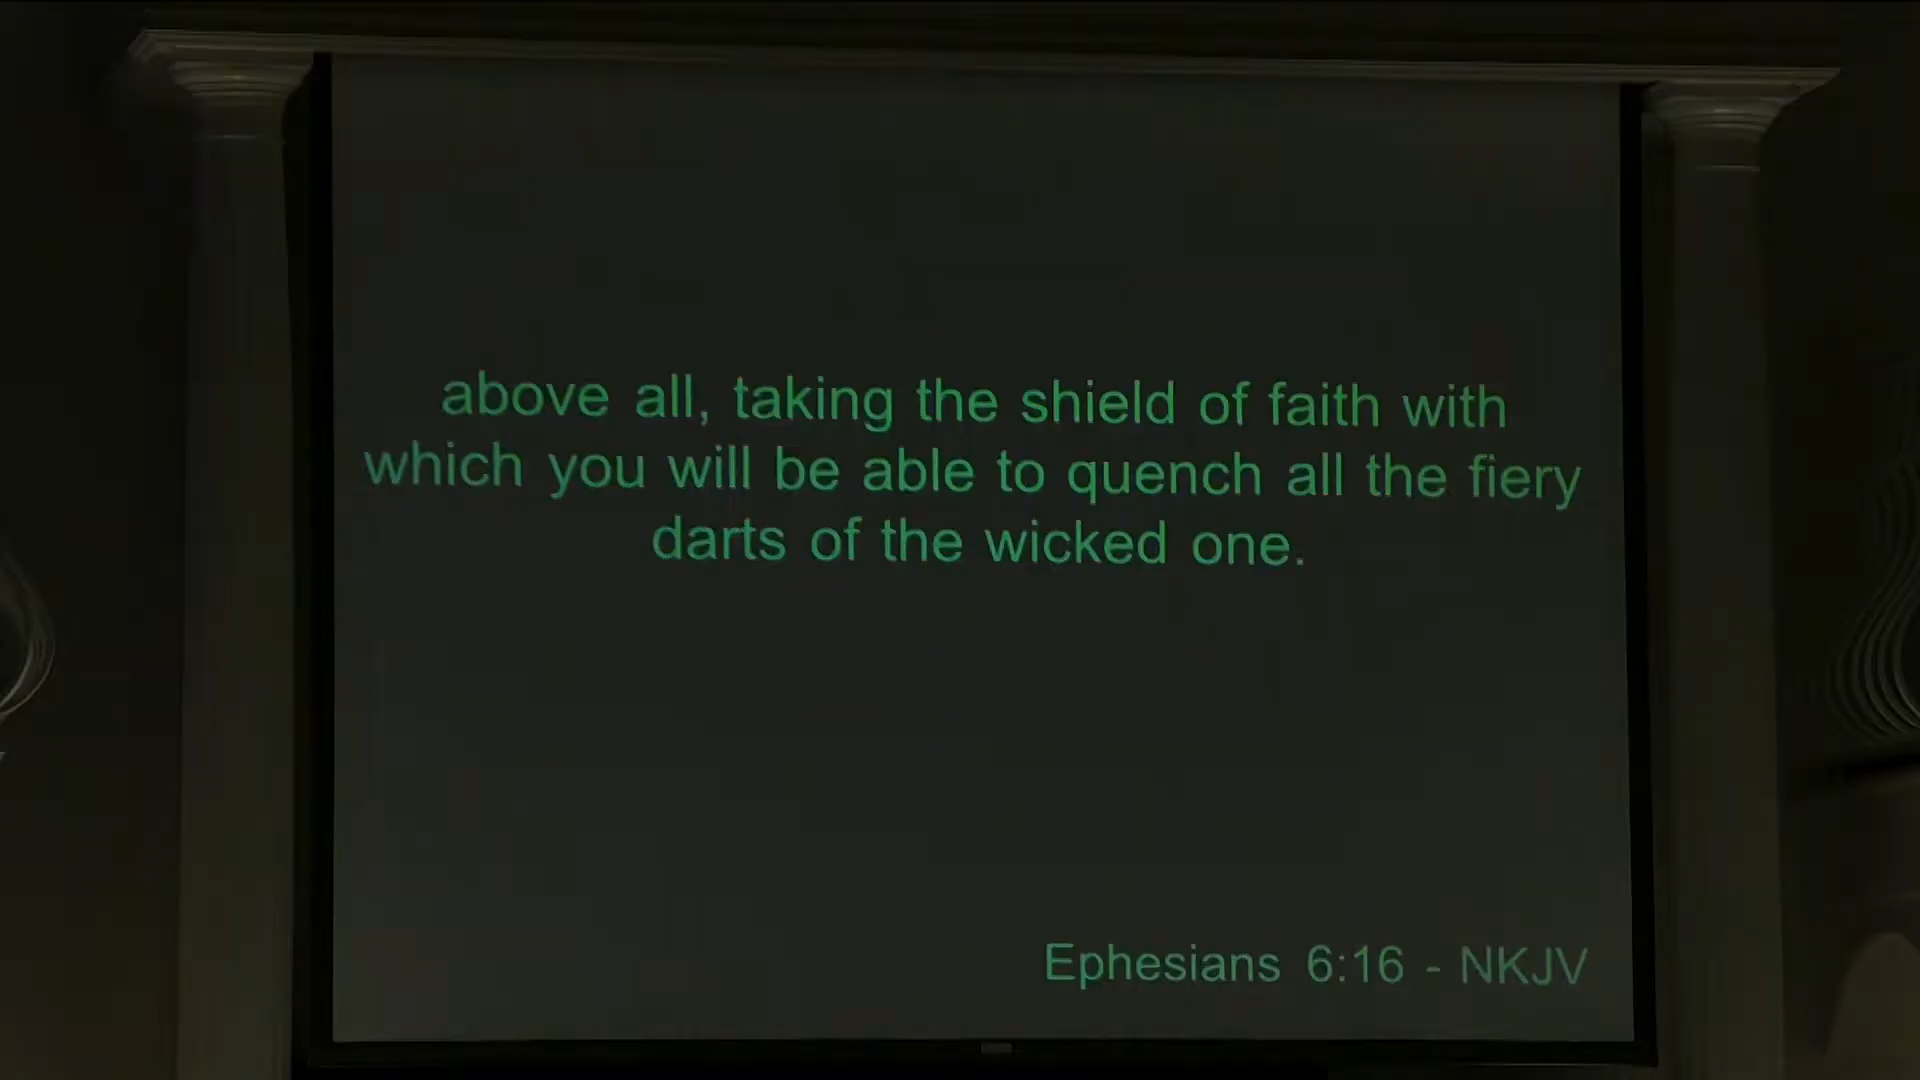 above all, taking the shield of faith with
which you will be able to quench all the fiery
darts of the wicked one.
Ephesians 6:16 - NKJV